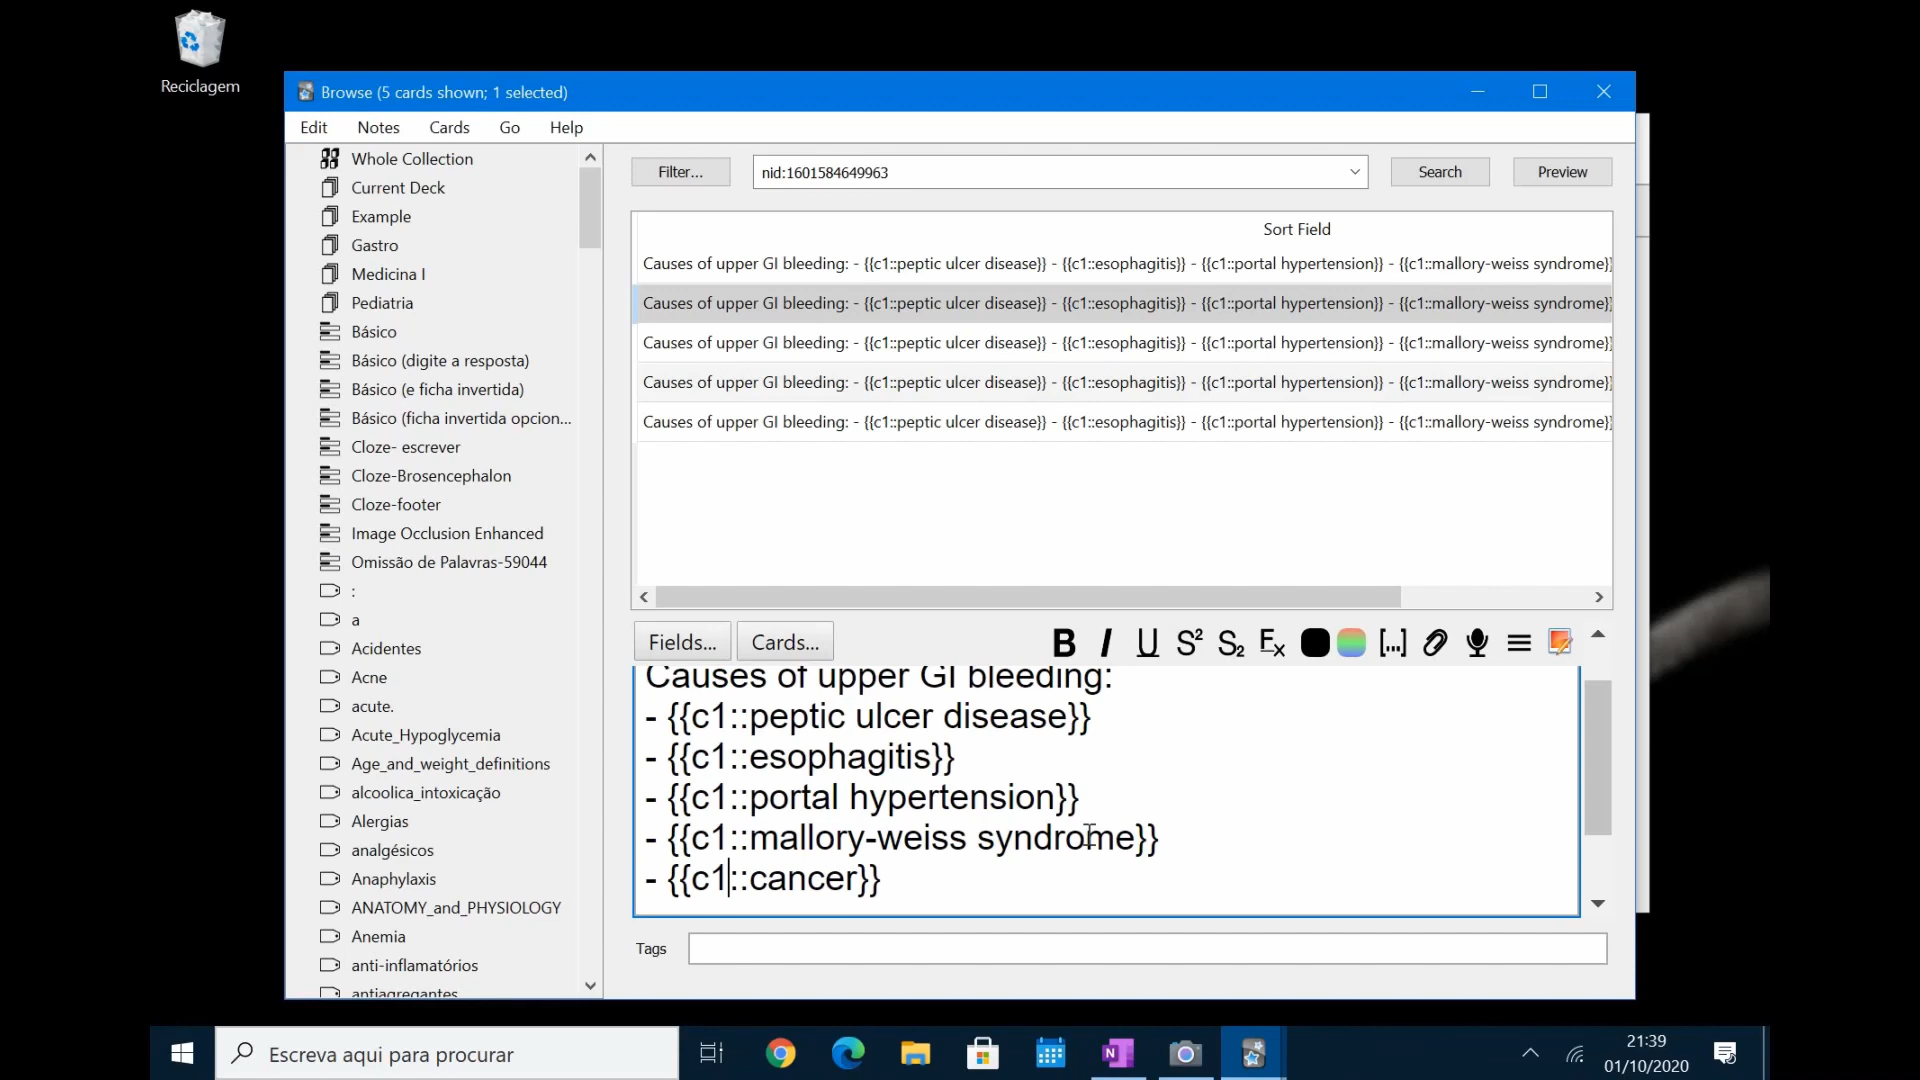 Reciclagem
Browse (5 cards shown; 1 selected)
Edit Notes Cards Go Help
Whole Collection
Current Deck
Example
Gastro
Medicina I
Pediatria
Básico
Básico (digite a resposta)
Básico (e ficha invertida)
Básico (ficha invertida opcion...
Cloze- escrever
Cloze-Brosencephalon
Cloze-footer
Image Occlusion Enhanced
Omissão de Palavras-59044
:
a
Acidentes
Acne
acute.
Acute_Hypoglycemia
Age_and_weight_definitions
alcoolica_intoxicação
Alergias
analgésicos
Anaphylaxis
ANATOMY_and_PHYSIOLOGY
Anemia
anti-inflamatórios
antiagregantes
Filter... nid:1601584649963 Search Preview
Sort Field
Causes of upper GI bleeding: - {{c1::peptic ulcer disease}} - {{c1::esophagitis}} - {{c1::portal hypertension}} - {{c1::mallory-weiss syndrome}}
Causes of upper GI bleeding: - {{c1::peptic ulcer disease}} - {{c1::esophagitis}} - {{c1::portal hypertension}} - {{c1::mallory-weiss syndrome}}
Causes of upper GI bleeding: - {{c1::peptic ulcer disease}} - {{c1::esophagitis}} - {{c1::portal hypertension}} - {{c1::mallory-weiss syndrome}}
Causes of upper GI bleeding: - {{c1::peptic ulcer disease}} - {{c1::esophagitis}} - {{c1::portal hypertension}} - {{c1::mallory-weiss syndrome}}
Causes of upper GI bleeding: - {{c1::peptic ulcer disease}} - {{c1::esophagitis}} - {{c1::portal hypertension}} - {{c1::mallory-weiss syndrome}}
Fields... Cards... B I U S² S₂ Fx [...]
Causes of upper GI bleeding:
- {{c1::peptic ulcer disease}}
- {{c1::esophagitis}}
- {{c1::portal hypertension}}
- {{c1::mallory-weiss syndrome}}
- {{c1::cancer}}
Tags
Escreva aqui para procurar
21:39
01/10/2020